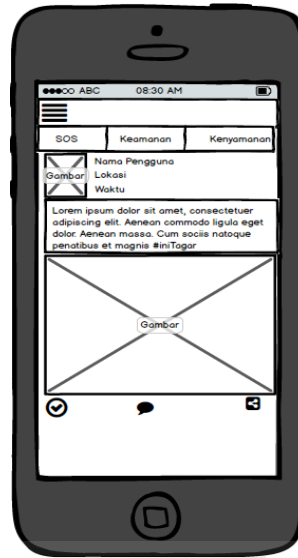 ABC 08:30 AM
SOS Keamanan Kenyamanan
Gambar
Nama Pengguna
Lokasi
Waktu
Lorem ipsum dolor sit amet, consectetuer
adipiscing elit. Aenean commodo ligula eget
dolor. Aenean massa. Cum sociis natoque
penatibus et magnis #iniTagar
Gambar